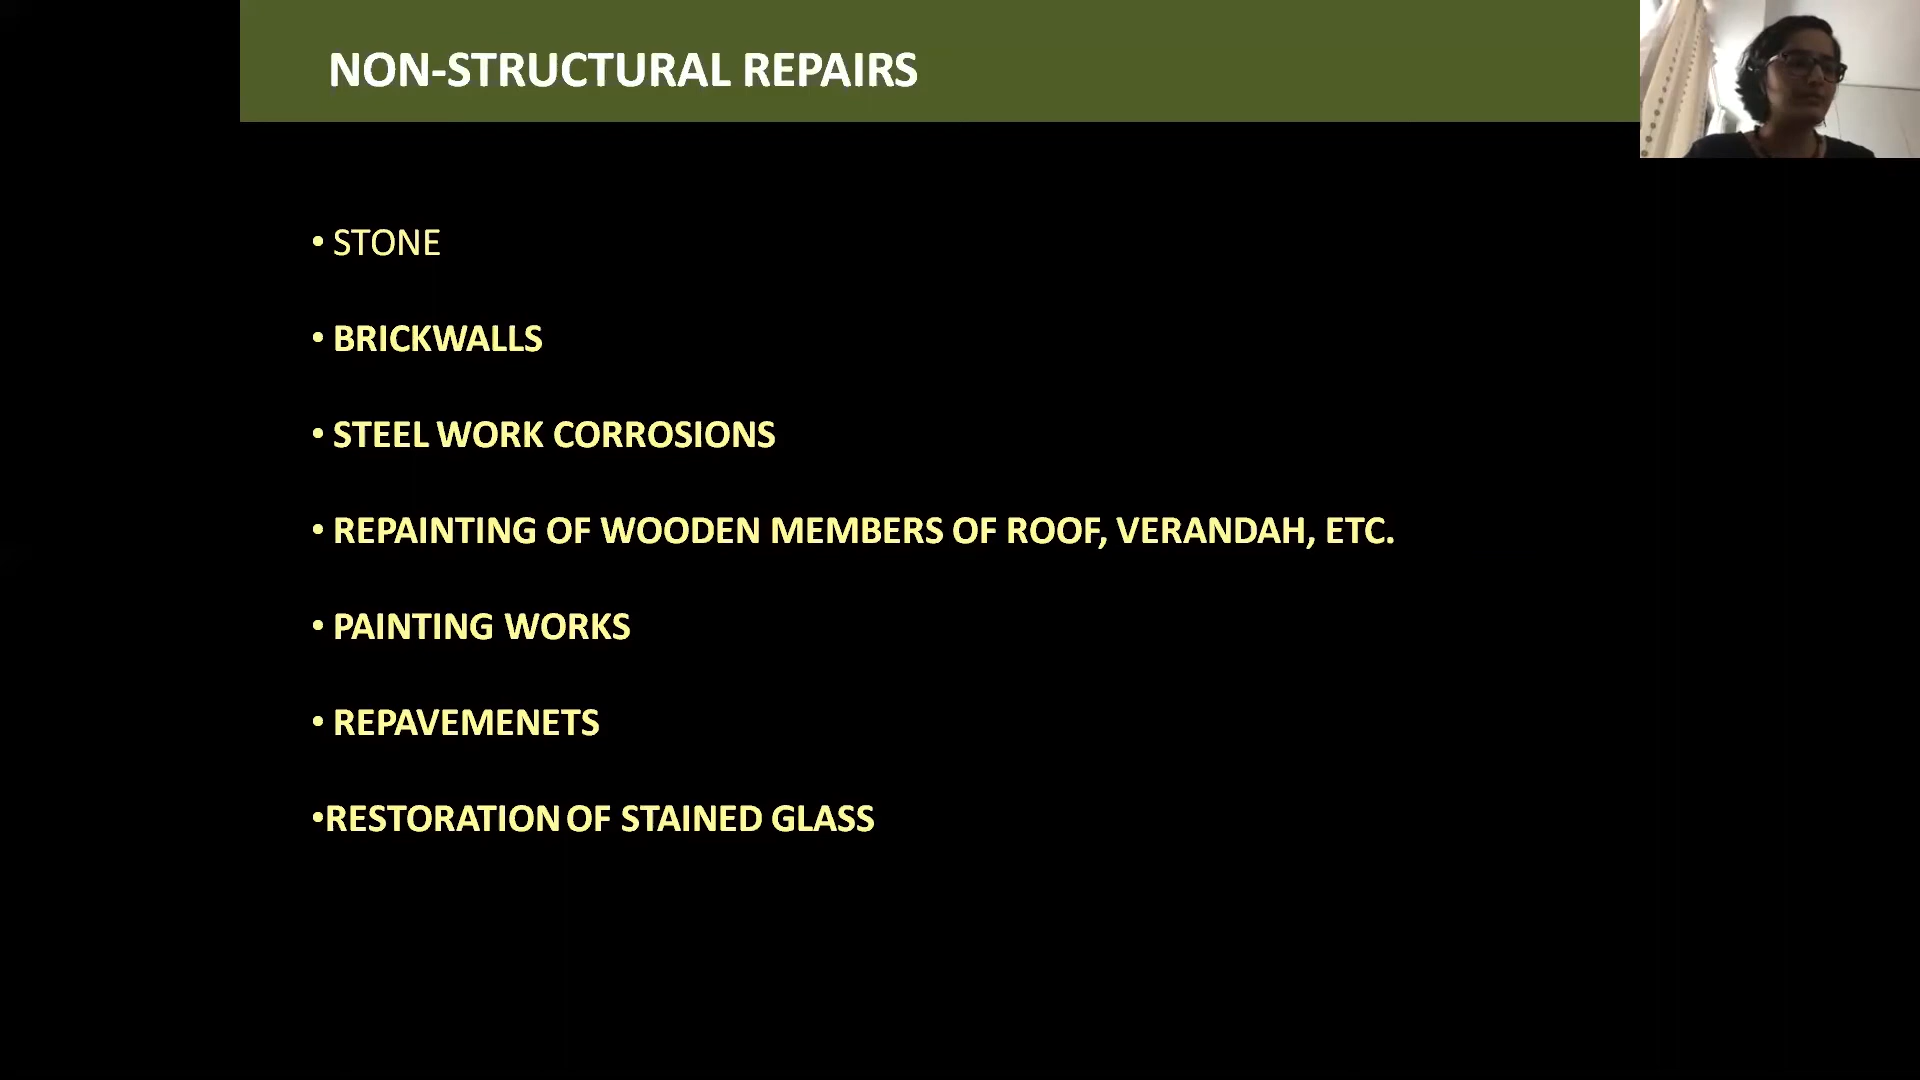 NON-STRUCTURAL REPAIRS
• STONE
• BRICKWALLS
• STEEL WORK CORROSIONS
• REPAINTING OF WOODEN MEMBERS OF ROOF, VERANDAH, ETC.
• PAINTING WORKS
• REPAVEMENETS
•RESTORATION OF STAINED GLASS